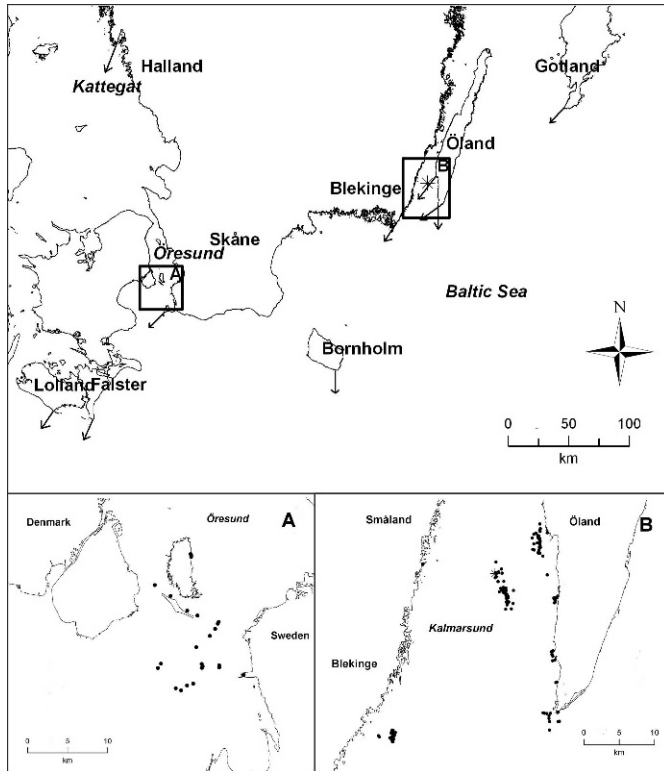 Halland
Kattegat
Gotland
Öland
B
Blekinge
Skåne
Öresund
A
Baltic Sea
Bornholm
Lolland
Falster
N
0 50 100
km
Denmark
Öresund
A
Sweden
0 5 10
km
Småland
Öland
B
Kalmarsund
Blekinge
0 5 10
km